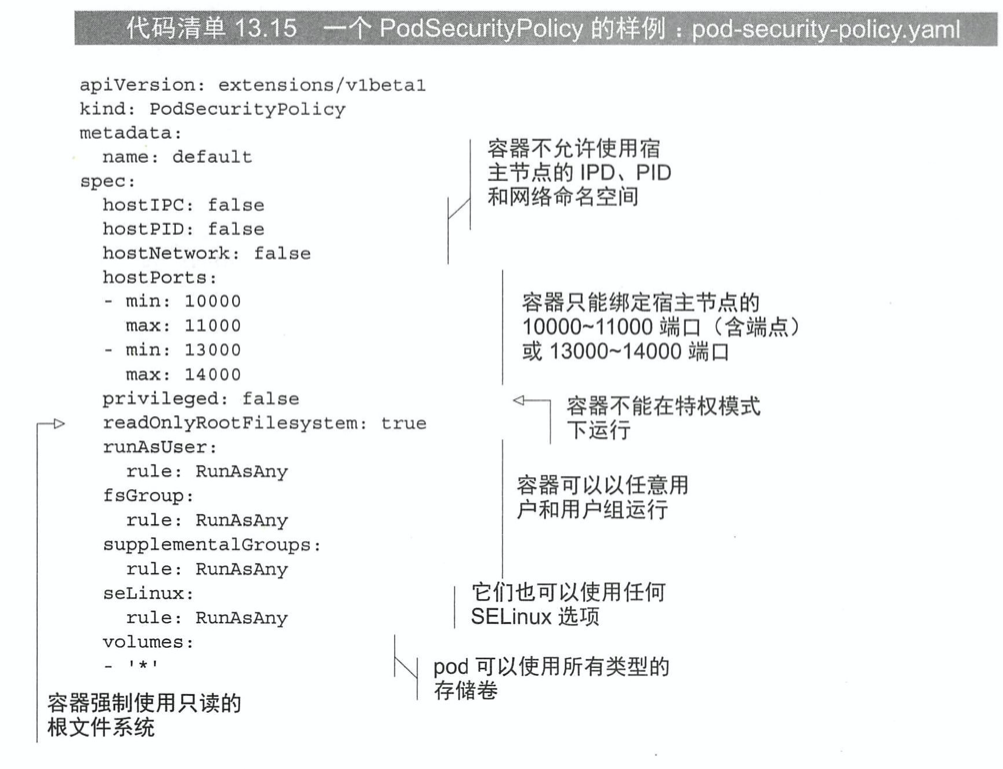 代码清单 13.15 一个 PodSecurityPolicy 的样例：pod-security-policy.yaml
apiVersion: extensions/v1beta1
kind: PodSecurityPolicy
metadata:
  name: default
spec:
  hostIPC: false
  hostPID: false
  hostNetwork: false
容器不允许使用宿
主节点的 IPD、PID
和网络命名空间
  hostPorts:
  - min: 10000
    max: 11000
  - min: 13000
    max: 14000
容器只能绑定宿主节点的
10000~11000 端口（含端点）
或 13000~14000 端口
  privileged: false
容器不能在特权模式
下运行
  readOnlyRootFilesystem: true
  runAsUser:
    rule: RunAsAny
  fsGroup:
    rule: RunAsAny
  supplementalGroups:
    rule: RunAsAny
容器可以以任意用
户和用户组运行
  seLinux:
    rule: RunAsAny
它们也可以使用任何
SELinux 选项
  volumes:
  - '*'
pod 可以使用所有类型的
存储卷
容器强制使用只读的
根文件系统